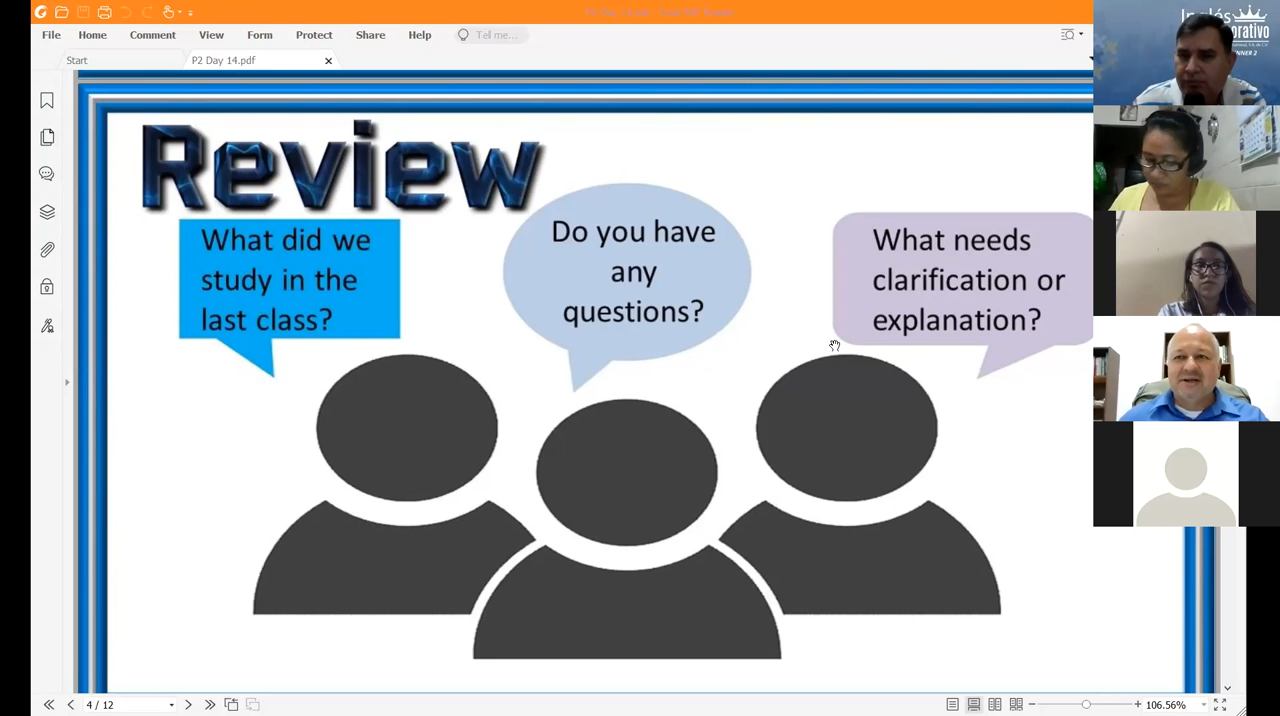 File Home Comment View Form Protect Share Help Tell me...
Start P2 Day 14.pdf
Review
What did we
study in the
last class?
Do you have
any
questions?
What needs
clarification or
explanation?
4 / 12
106.56%
Inglés